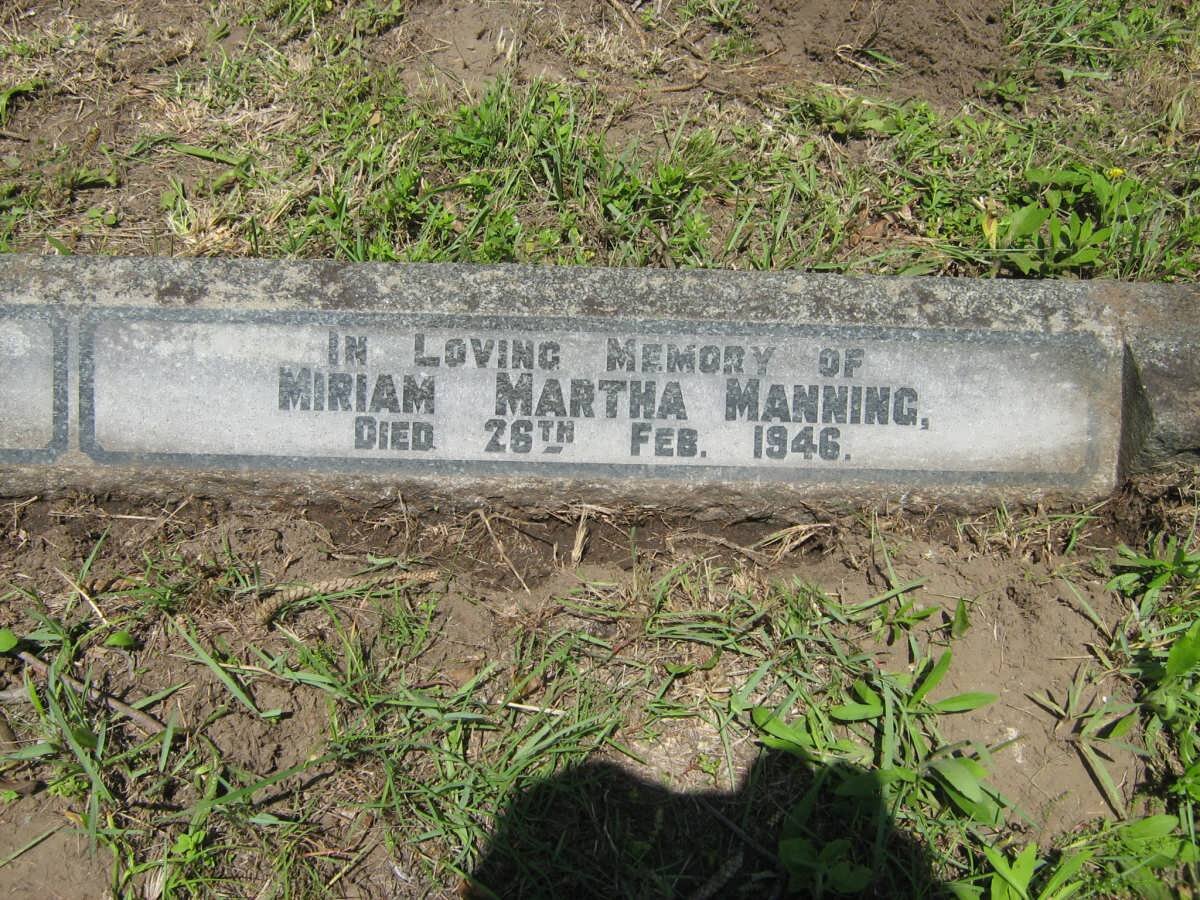 In Loving Memory of
Miriam Martha Manning,
Died 26th Feb. 1946.